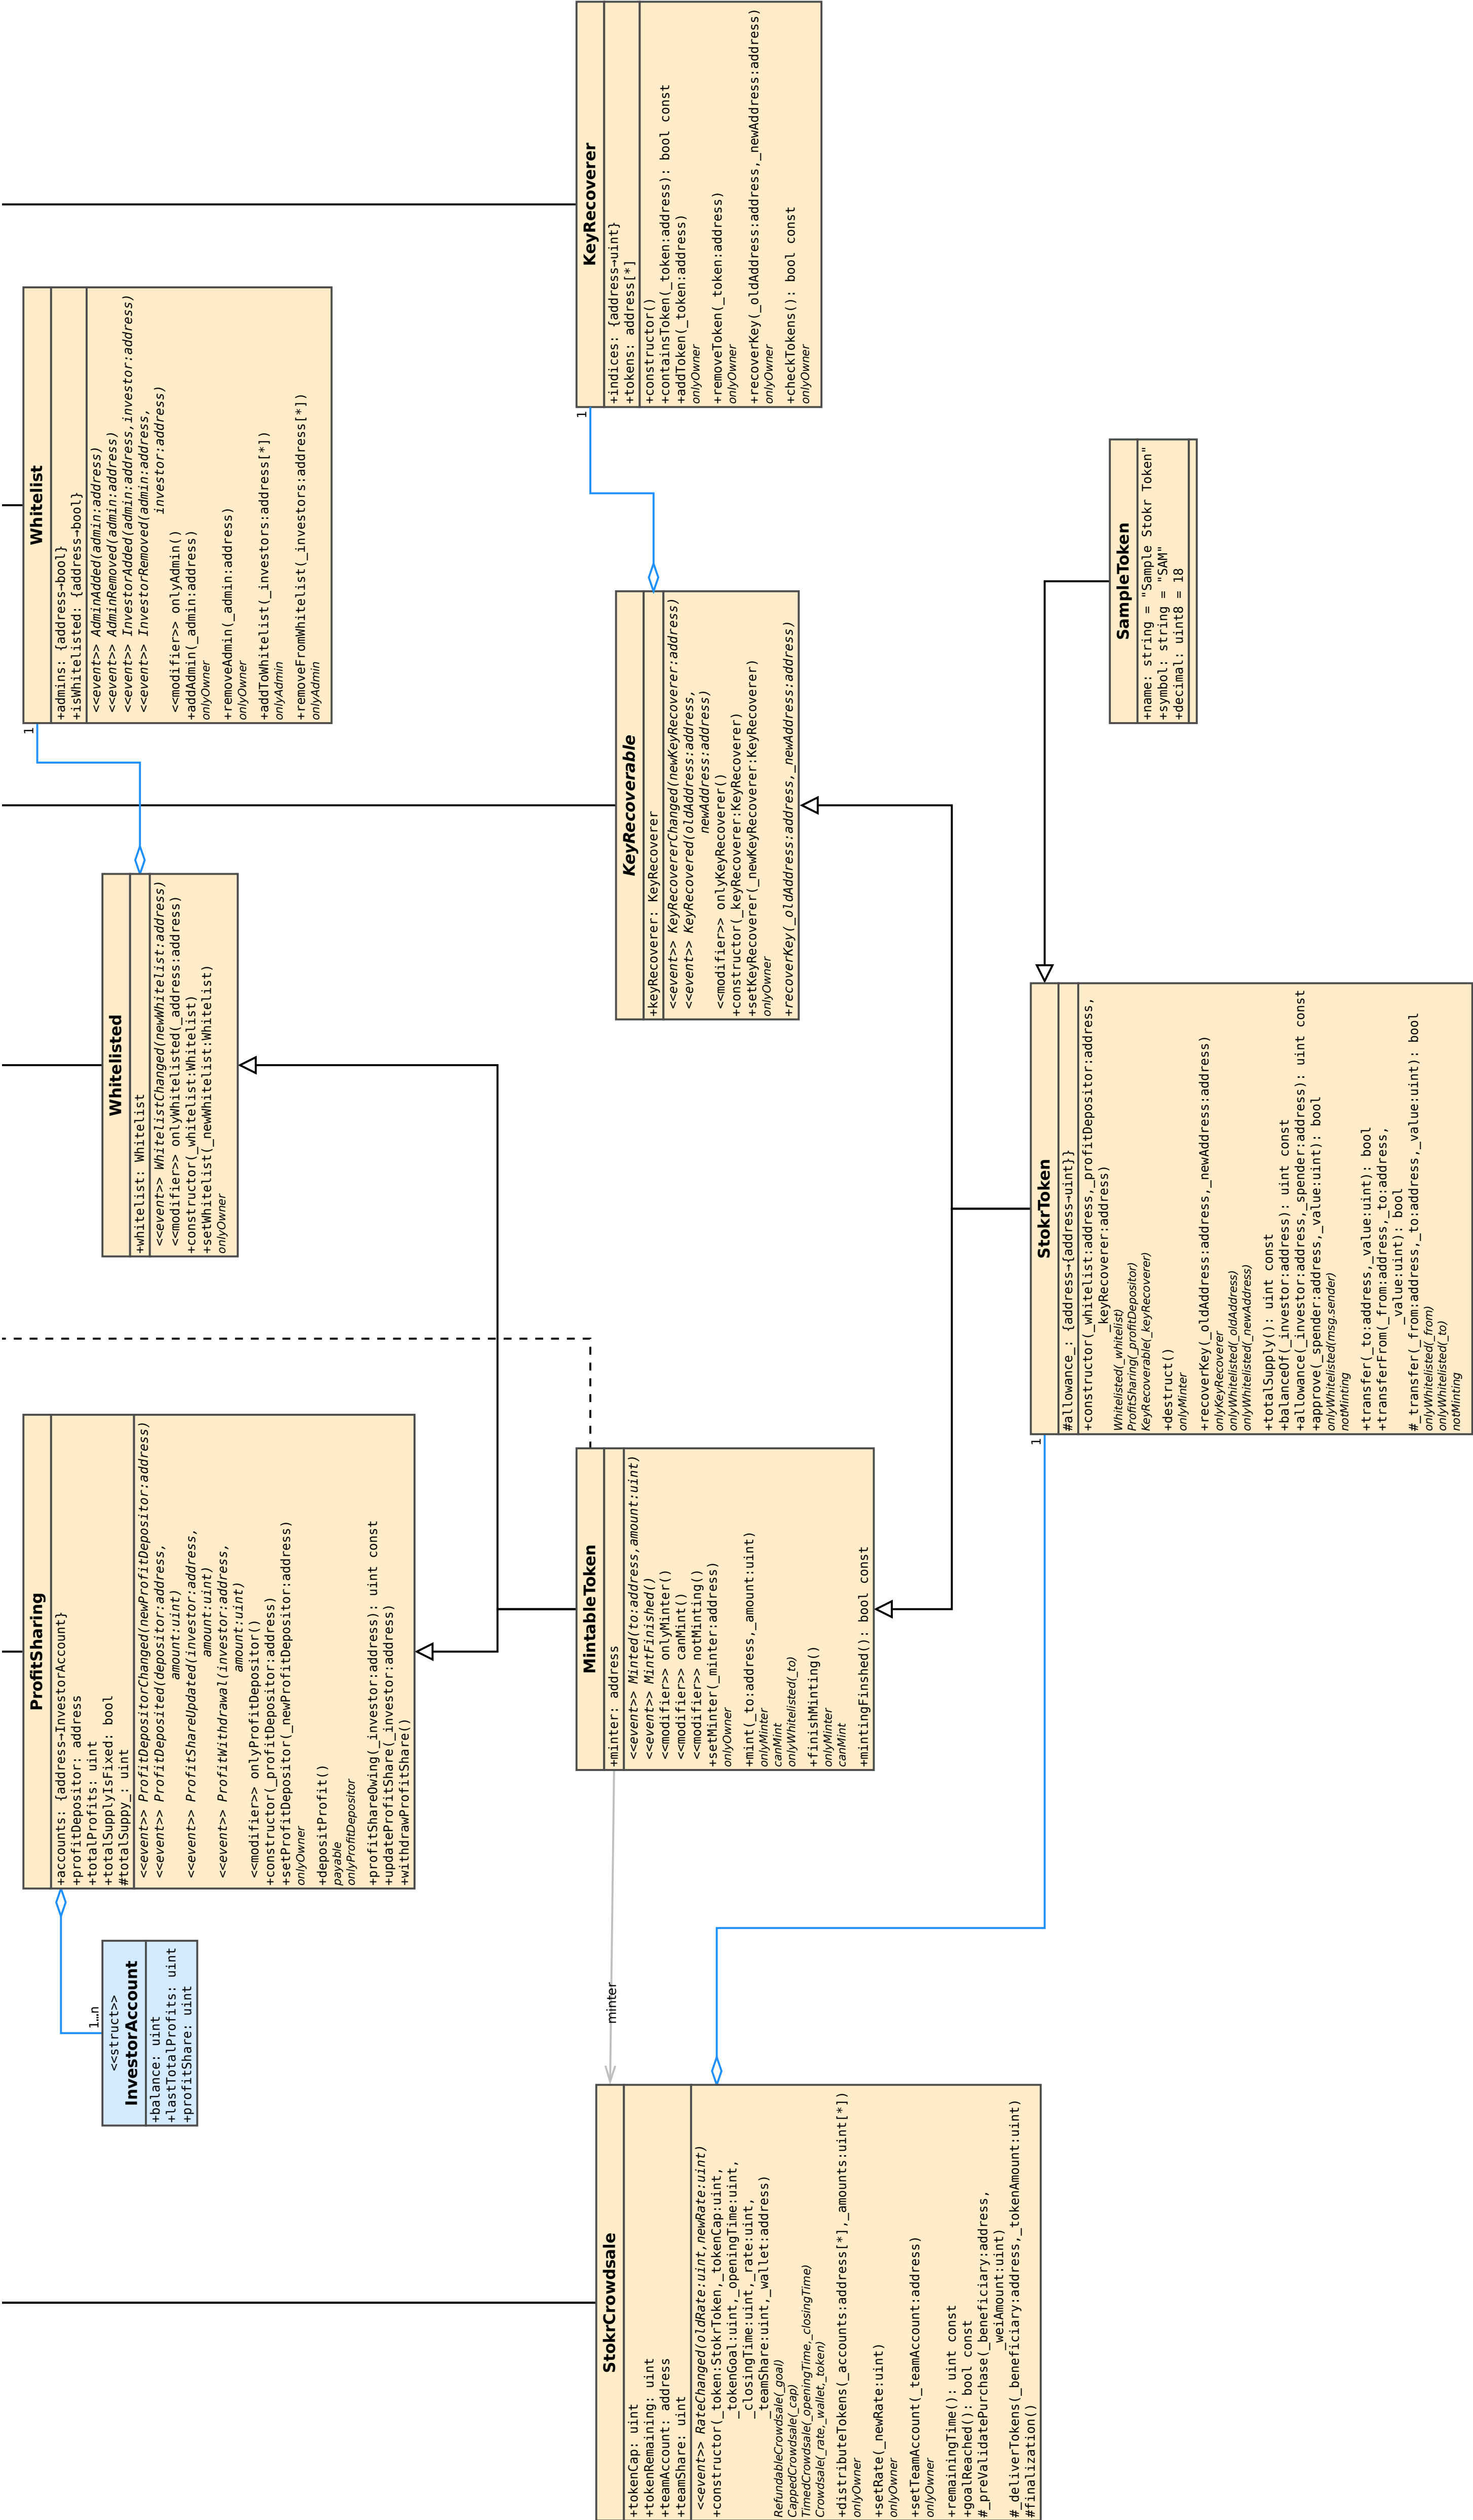 ProfitSharing
+accounts: {address→InvestorAccount}
+profitDepositor: address
+totalProfits: uint
+totalSupplyIsFixed: bool
#totalSuppy_: uint
<<event>> ProfitDepositorChanged(newProfitDepositor:address)
<<event>> ProfitDeposited(depositor:address,
amount:uint)
<<event>> ProfitShareUpdated(investor:address,
amount:uint)
<<event>> ProfitWithdrawal(investor:address,
amount:uint)
<<modifier>> onlyProfitDepositor()
+constructor(_profitDepositor:address)
+setProfitDepositor(_newProfitDepositor:address)
onlyOwner
+depositProfit()
payable
onlyProfitDepositor
+profitShareOwing(_investor:address): uint const
+updateProfitShare(_investor:address)
+withdrawProfitShare()
Whitelist
+admins: {address→bool}
+isWhitelisted: {address→bool}
<<event>> AdminAdded(admin:address)
<<event>> AdminRemoved(admin:address)
<<event>> InvestorAdded(admin:address,investor:address)
<<event>> InvestorRemoved(admin:address,
investor:address)
<<modifier>> onlyAdmin()
+addAdmin(_admin:address)
onlyOwner
+removeAdmin(_admin:address)
onlyOwner
+addToWhitelist(_investors:address[*])
onlyAdmin
+removeFromWhitelist(_investors:address[*])
onlyAdmin
1
1…n
<<struct>>
InvestorAccount
+balance: uint
+lastTotalProfits: uint
+profitShare: uint
Whitelisted
+whitelist: Whitelist
<<event>> WhitelistChanged(newWhitelist:address)
<<modifier>> onlyWhitelisted(_address:address)
+constructor(_whitelist:Whitelist)
+setWhitelist(_newWhitelist:Whitelist)
onlyOwner
StokrCrowdsale
+tokenCap: uint
+tokenRemaining: uint
+teamAccount: address
+teamShare: uint
<<event>> RateChanged(oldRate:uint,newRate:uint)
+constructor(_token:StokrToken,_tokenCap:uint,
_tokenGoal:uint,_openingTime:uint,
_closingTime:uint,_rate:uint,
_teamShare:uint,_wallet:address)
RefundableCrowdsale(_goal)
CappedCrowdsale(_cap)
TimedCrowdsale(_openingTime,_closingTime)
Crowdsale(_rate,_wallet,_token)
+distributeTokens(_accounts:address[*],_amounts:uint[*])
onlyOwner
+setRate(_newRate:uint)
onlyOwner
+setTeamAccount(_teamAccount:address)
onlyOwner
+remainingTime(): uint const
+goalReached(): bool const
#_preValidatePurchase(_beneficiary:address,
_weiAmount:uint)
#_deliverTokens(_beneficiary:address,_tokenAmount:uint)
#finalization()
minter
MintableToken
+minter: address
<<event>> Minted(to:address,amount:uint)
<<event>> MintFinished()
<<modifier>> onlyMinter()
<<modifier>> canMint()
<<modifier>> notMinting()
+setMinter(_minter:address)
onlyOwner
+mint(_to:address,_amount:uint)
onlyMinter
canMint
onlyWhitelisted(_to)
+finishMinting()
onlyMinter
canMint
+mintingFinshed(): bool const
KeyRecoverable
+keyRecoverer: KeyRecoverer
<<event>> KeyRecovererChanged(newKeyRecoverer:address)
<<event>> KeyRecovered(oldAddress:address,
newAddress:address)
<<modifier>> onlyKeyRecoverer()
+constructor(_keyRecoverer:KeyRecoverer)
+setKeyRecoverer(_newKeyRecoverer:KeyRecoverer)
onlyOwner
+recoverKey(_oldAddress:address,_newAddress:address)
1
KeyRecoverer
+indices: {address→uint}
+tokens: address[*]
+constructor()
+containsToken(_token:address): bool const
+addToken(_token:address)
onlyOwner
+removeToken(_token:address)
onlyOwner
+recoverKey(_oldAddress:address,_newAddress:address)
onlyOwner
+checkTokens(): bool const
onlyOwner
1
StokrToken
#allowance_: {address→{address→uint}}
+constructor(_whitelist:address,_profitDepositor:address,
_keyRecoverer:address)
Whitelisted(_whitelist)
ProfitSharing(_profitDepositor)
KeyRecoverable(_keyRecoverer)
+destruct()
onlyMinter
+recoverKey(_oldAddress:address,_newAddress:address)
onlyKeyRecoverer
onlyWhitelisted(_oldAddress)
onlyWhitelisted(_newAddress)
+totalSupply(): uint const
+balanceOf(_investor:address): uint const
+allowance(_investor:address,_spender:address): uint const
+approve(_spender:address,_value:uint): bool
onlyWhitelisted(msg.sender)
notMinting
+transfer(_to:address,_value:uint): bool
+transferFrom(_from:address,_to:address,
_value:uint): bool
#_transfer(_from:address,_to:address,_value:uint): bool
onlyWhitelisted(_from)
onlyWhitelisted(_to)
notMinting
SampleToken
+name: string = "Sample Stokr Token"
+symbol: string = "SAM"
+decimal: uint8 = 18